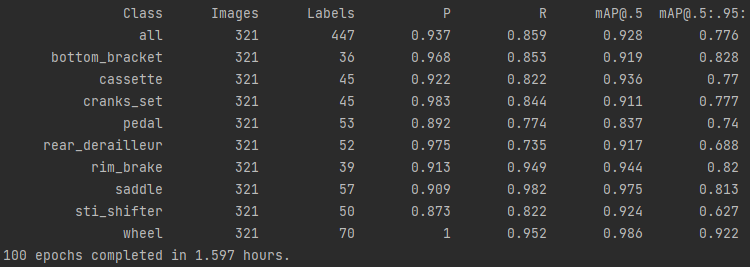 Class Images Labels P R mAP@.5 mAP@.5:.95:
all 321 447 0.937 0.859 0.928 0.776
bottom_bracket 321 36 0.968 0.853 0.919 0.828
cassette 321 45 0.922 0.822 0.936 0.77
cranks_set 321 45 0.983 0.844 0.911 0.777
pedal 321 53 0.892 0.774 0.837 0.74
rear_derailleur 321 52 0.975 0.735 0.917 0.688
rim_brake 321 39 0.913 0.949 0.944 0.82
saddle 321 57 0.909 0.982 0.975 0.813
sti_shifter 321 50 0.873 0.822 0.924 0.627
wheel 321 70 1 0.952 0.986 0.922
100 epochs completed in 1.597 hours.